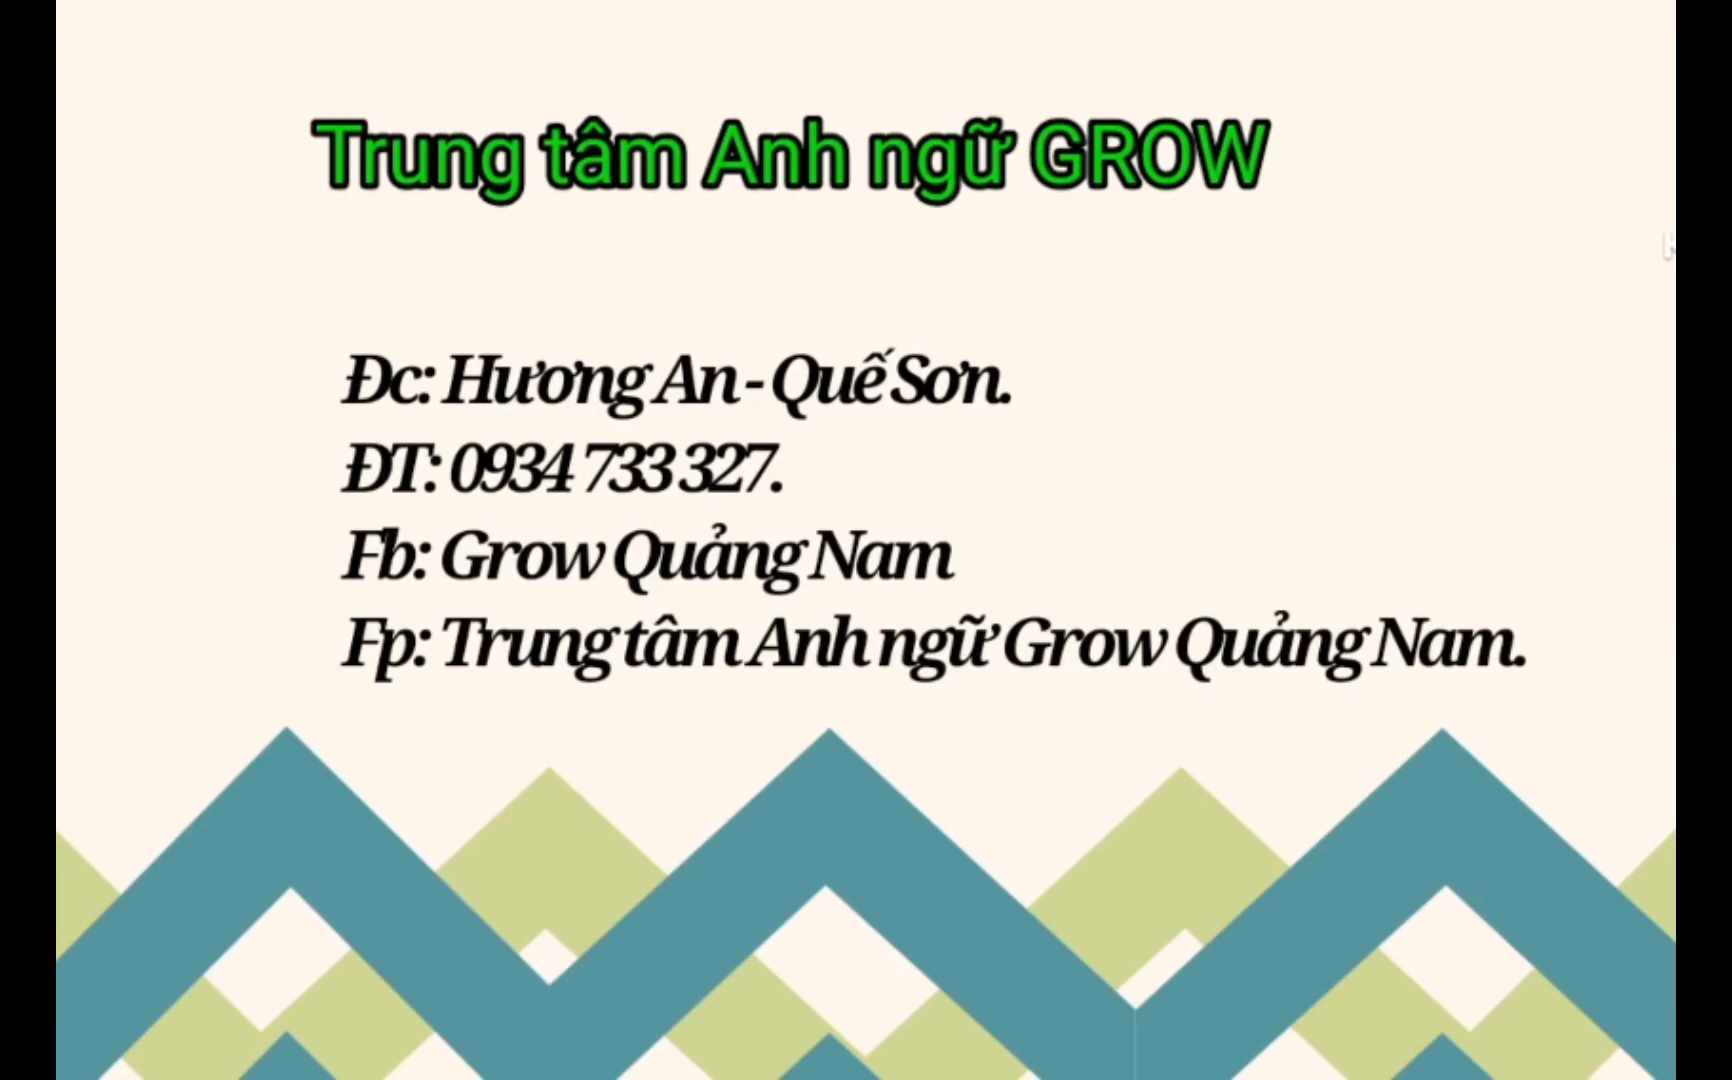 Trung tâm Anh ngữ GROW
Đc: Hương An - Quế Sơn.
ĐT: 0934 733 327.
Fb: Grow Quảng Nam
Fp: Trung tâm Anh ngữ Grow Quảng Nam.